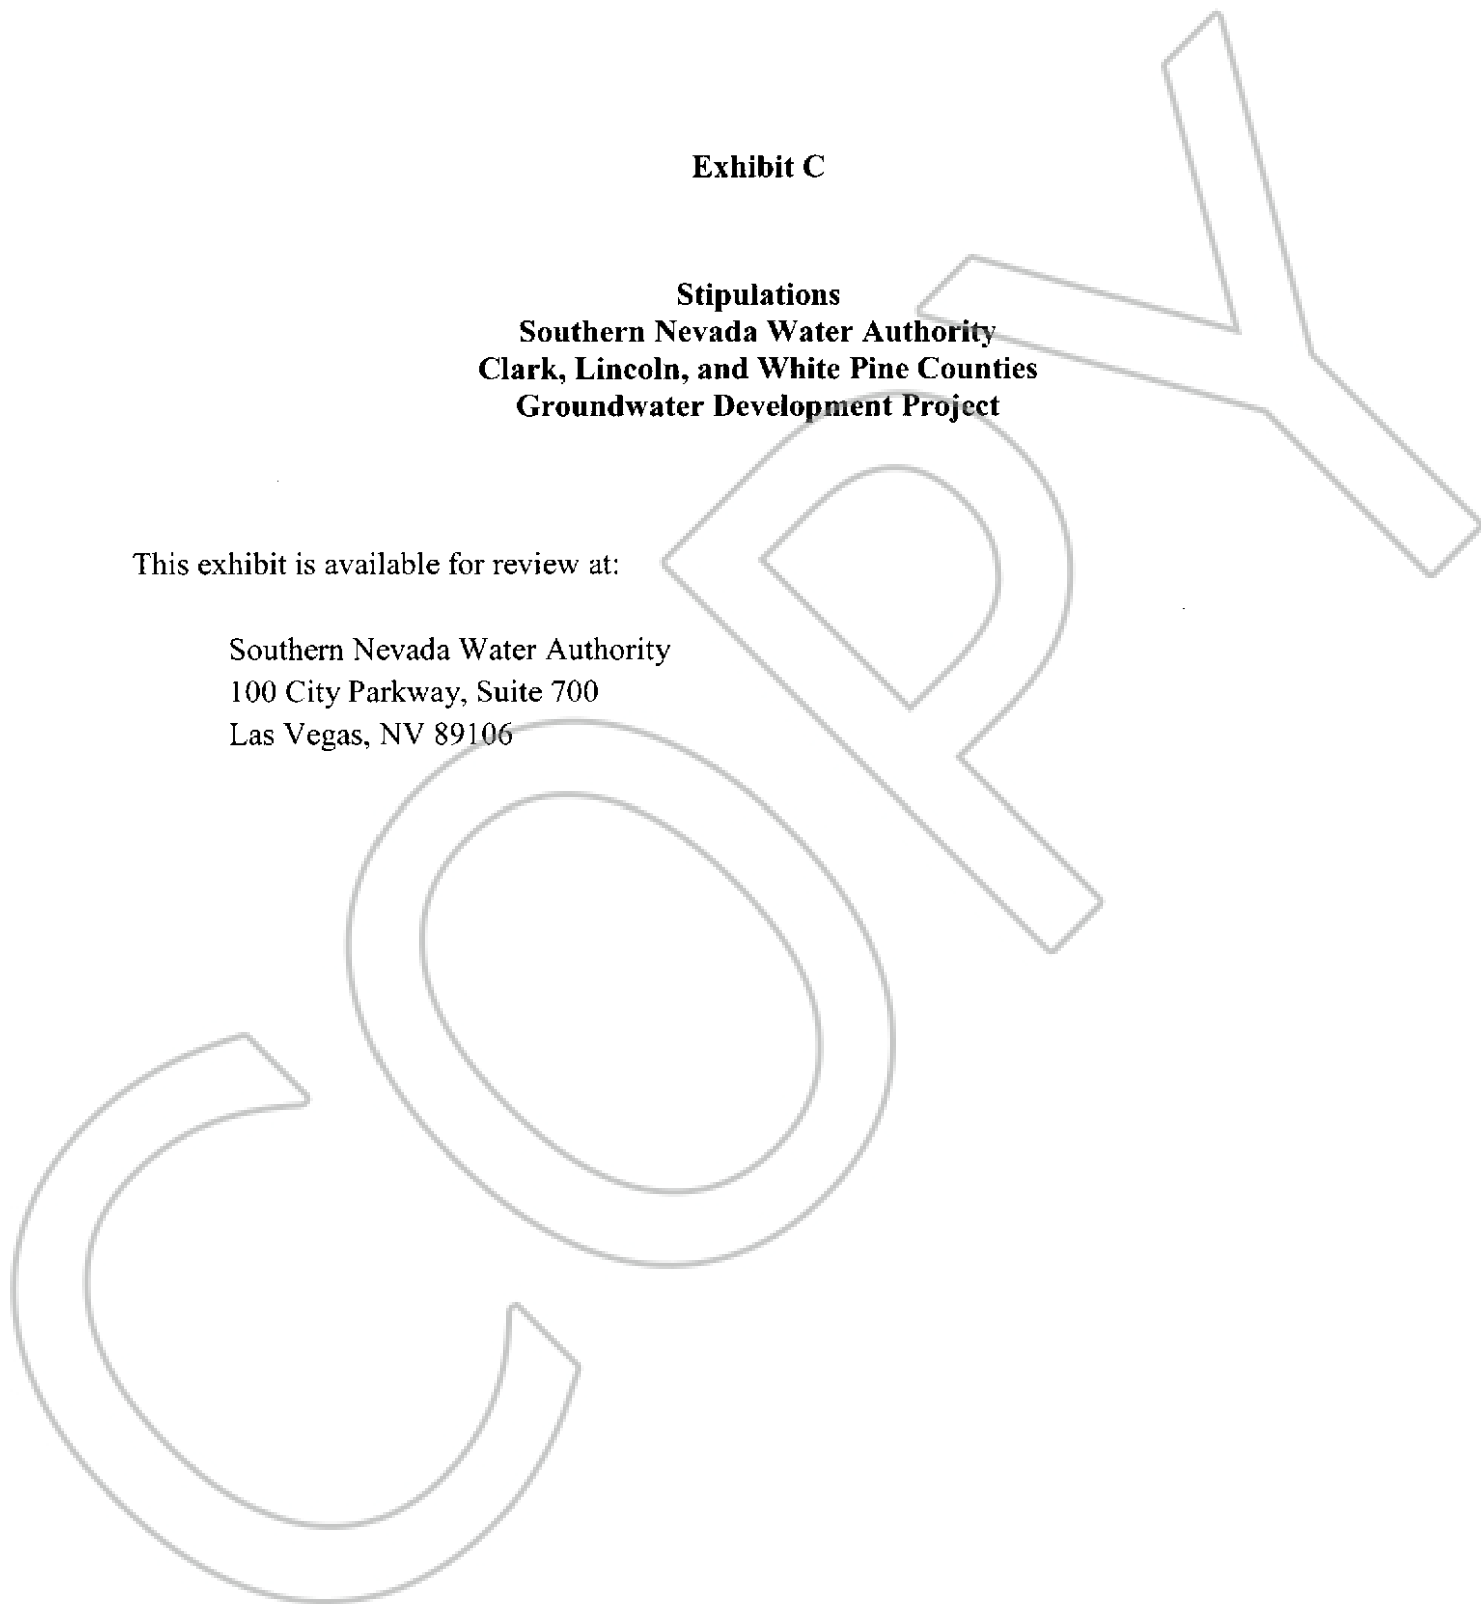 Exhibit C
Stipulations
Southern Nevada Water Authority
Clark, Lincoln, and White Pine Counties
Groundwater Development Project
This exhibit is available for review at:
Southern Nevada Water Authority
100 City Parkway, Suite 700
Las Vegas, NV 89106
COPY